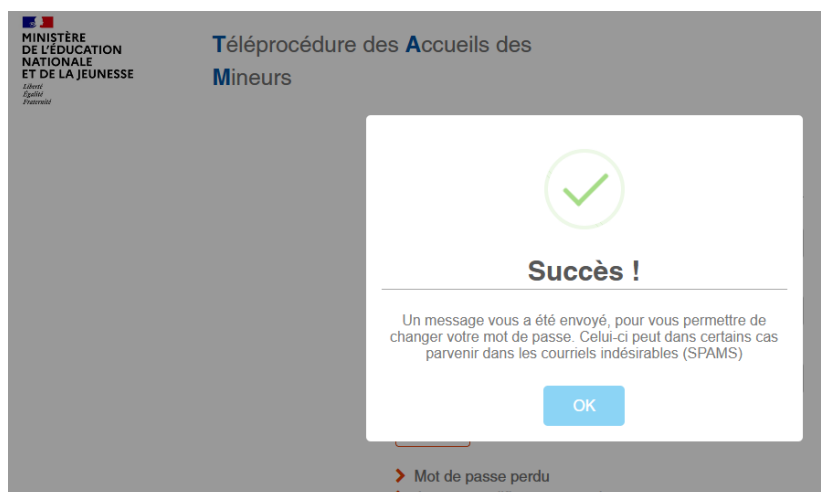 MINISTÈRE
DE L'ÉDUCATION
NATIONALE
ET DE LA JEUNESSE
Liberté
Égalité
Fraternité
Téléprocédure des Accueils des
Mineurs
Succès !
Un message vous a été envoyé, pour vous permettre de
changer votre mot de passe. Celui-ci peut dans certains cas
parvenir dans les courriels indésirables (SPAMS)
OK
Mot de passe perdu